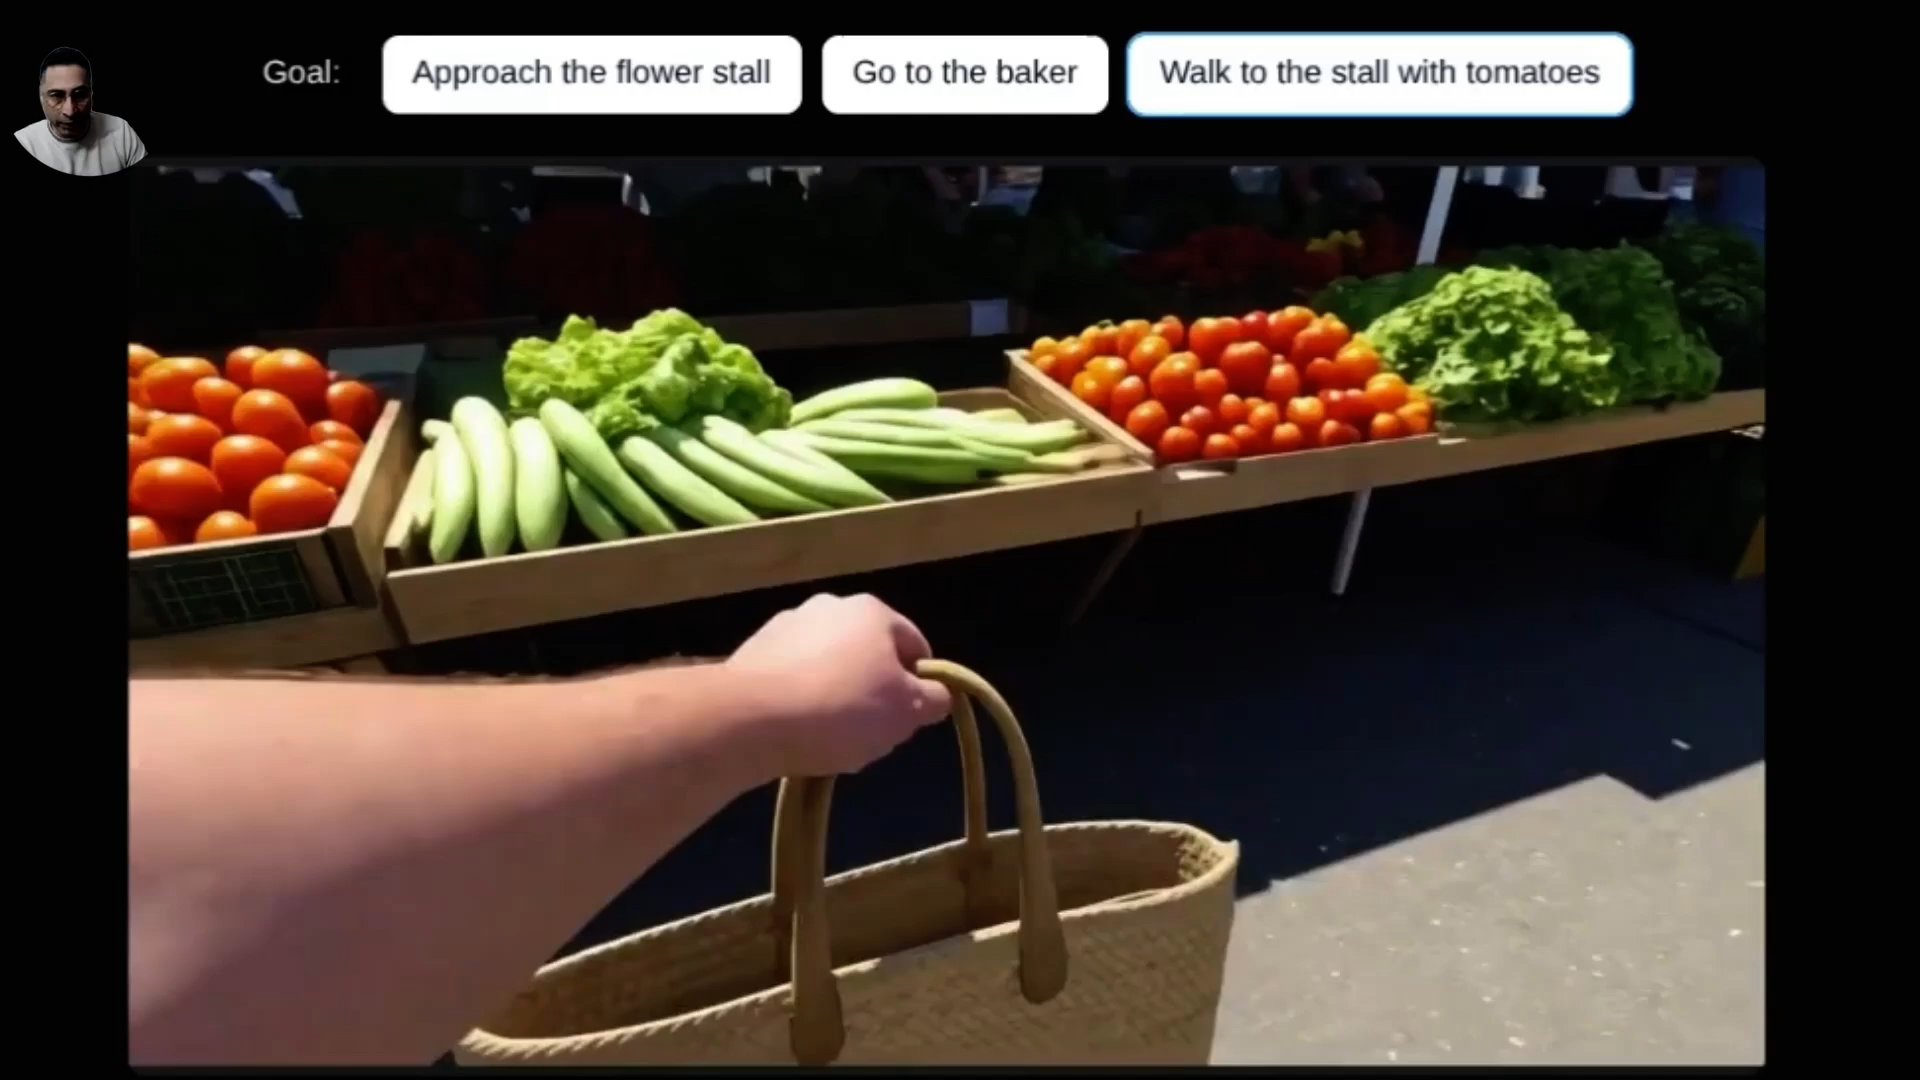 Goal:
Approach the flower stall
Go to the baker
Walk to the stall with tomatoes